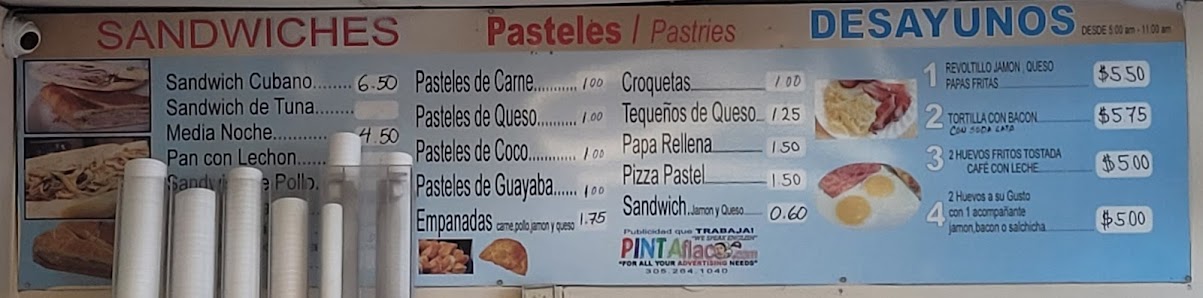 SANDWICHES
Sandwich Cubano........ 6.50
Sandwich de Tuna
Media Noche............ 4.50
Pan con Lechon.......
Pasteles / Pastries
Pasteles de Carne........... 1.00
Pasteles de Queso........... 1.00
Pasteles de Coco............. 1.00
Pasteles de Guayaba...... 1.00
Empanadas carne,pollo,jamon y queso 1.75
Croquetas 1.00
Tequeños de Queso 1.25
Papa Rellena 1.50
Pizza Pastel 1.50
Sandwich, Jamon y Queso 0.60
Publicidad que TRABAJA!
"WE SPEAK ENGLISH"
PINTAflaco.com
"FOR ALL YOUR ADVERTISING NEEDS"
305.264.1040
DESAYUNOS DESDE 5:00 am - 11:00 am
1 REVOLTILLO JAMON , QUESO
PAPAS FRITAS $5.50
2 TORTILLA CON BACON $5.75
CON SODA LATA
3 2 HUEVOS FRITOS TOSTADA
CAFÉ CON LECHE $5.00
4 2 Huevos a su Gusto
con 1 acompañante
jamon,bacon o salchicha $5.00